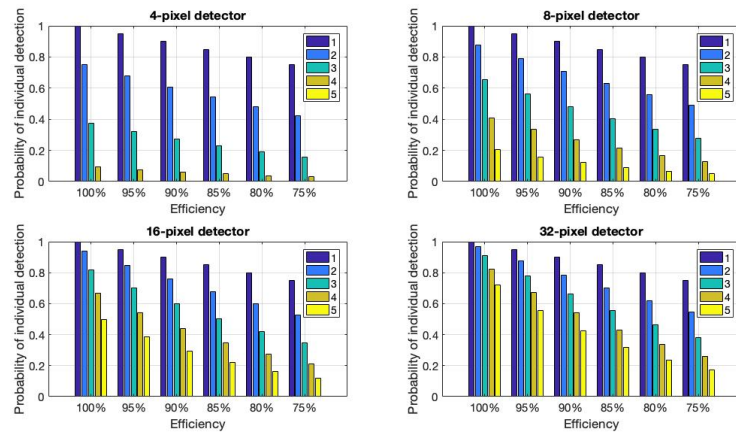 4-pixel detector
Probability of individual detection
1
0.8
0.6
0.4
0.2
0
100% 95% 90% 85% 80% 75%
Efficiency
1
2
3
4
5
8-pixel detector
Probability of individual detection
1
0.8
0.6
0.4
0.2
0
100% 95% 90% 85% 80% 75%
Efficiency
1
2
3
4
5
16-pixel detector
Probability of individual detection
1
0.8
0.6
0.4
0.2
0
100% 95% 90% 85% 80% 75%
Efficiency
1
2
3
4
5
32-pixel detector
Probability of individual detection
1
0.8
0.6
0.4
0.2
0
100% 95% 90% 85% 80% 75%
Efficiency
1
2
3
4
5